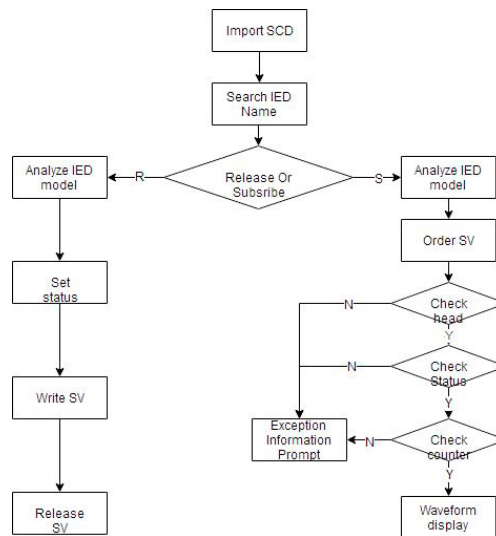 Import SCD
Search IED
Name
Release Or
Subsribe
R
S
Analyze IED
model
Set
status
Write SV
Release
SV
Analyze IED
model
Order SV
Check
head
N
Y
Check
Status
N
Y
Check
counter
N
Y
Exception
Information
Prompt
Waveform
display